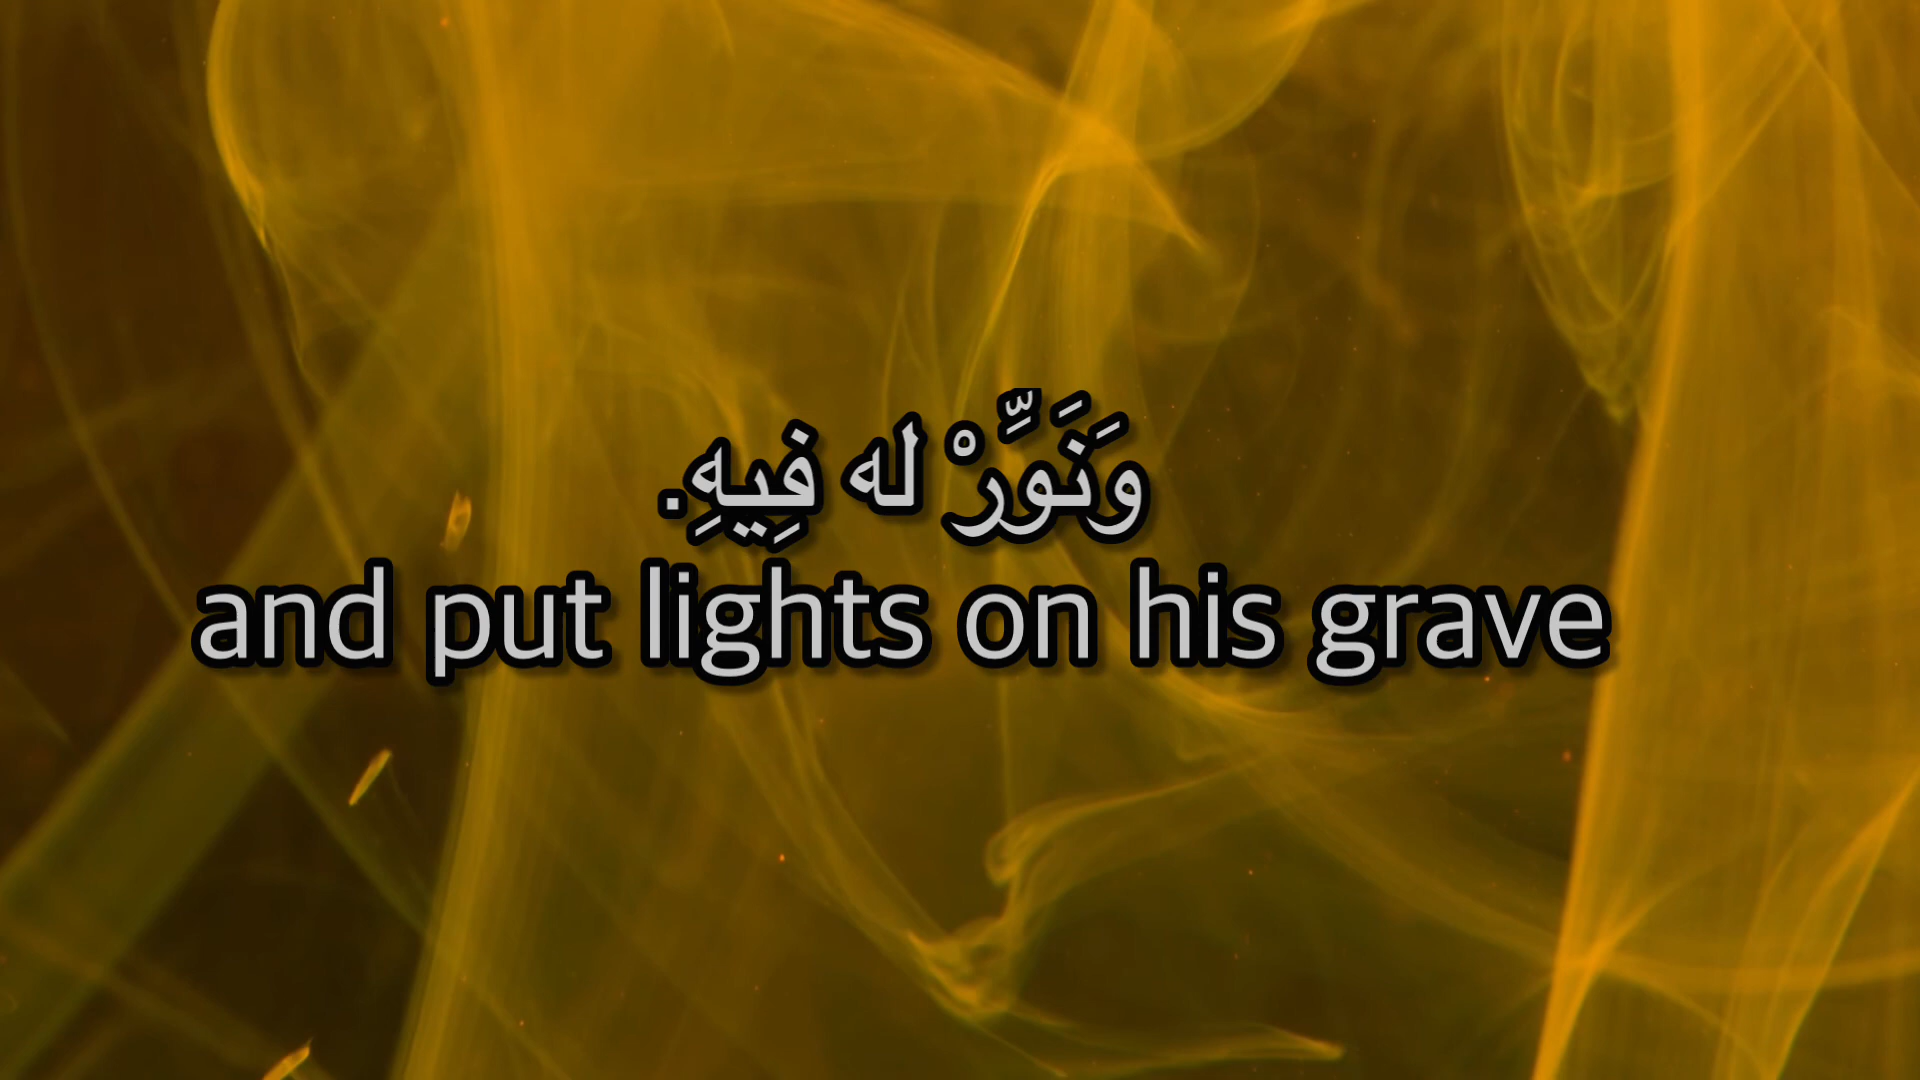 وَنَوِّرْ له فِيهِ.
and put lights on his grave